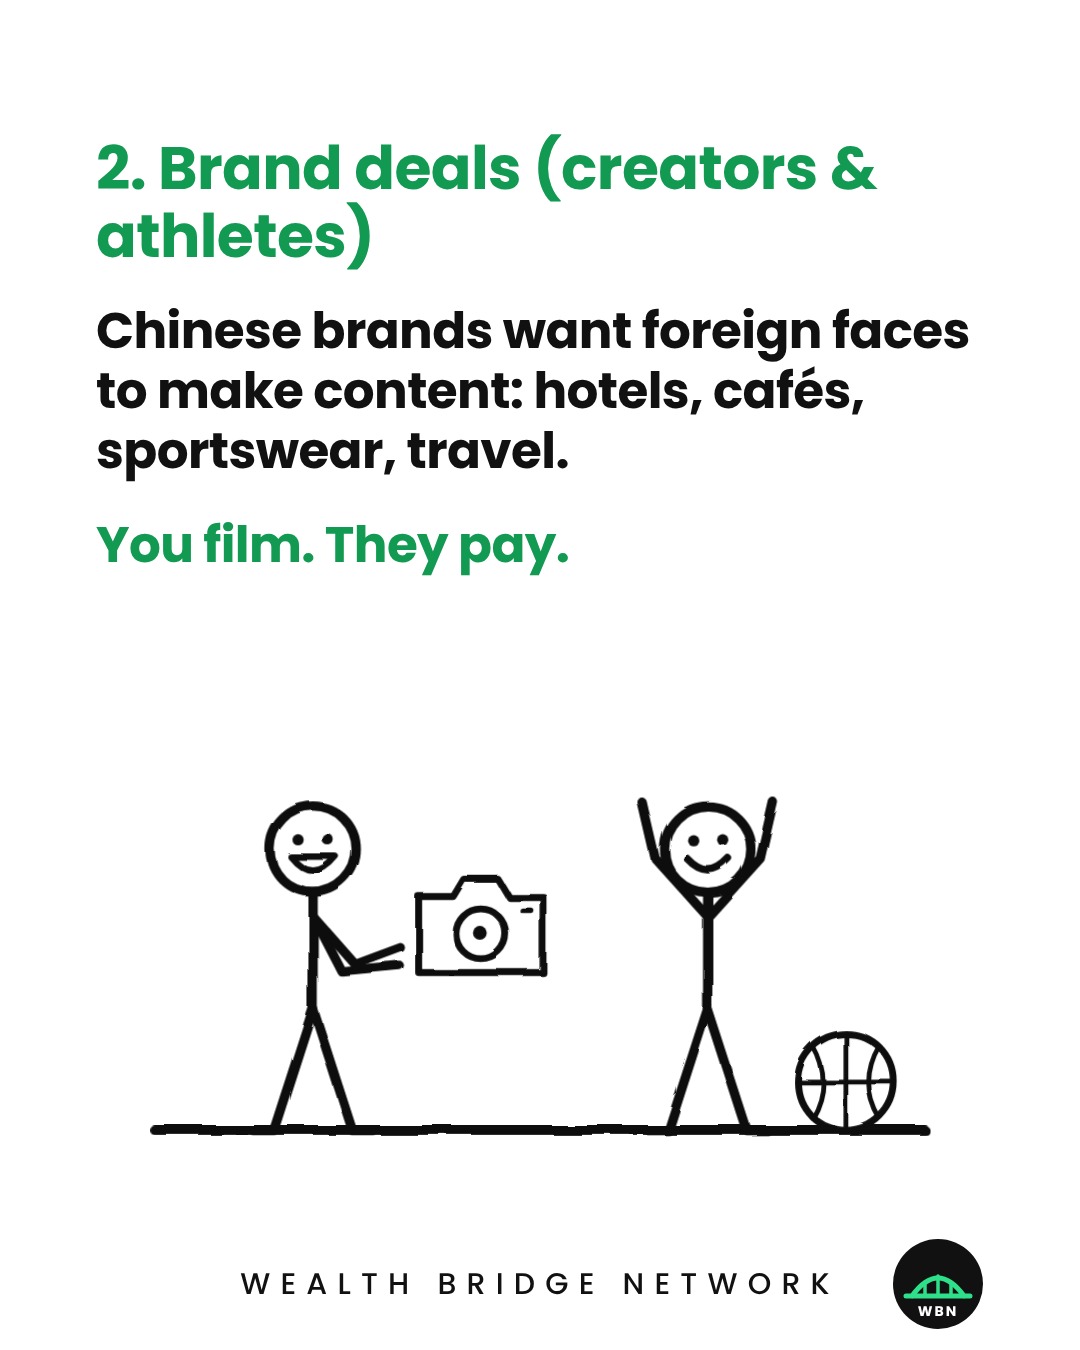 2. Brand deals (creators &
athletes)
Chinese brands want foreign faces
to make content: hotels, cafés,
sportswear, travel.
You film. They pay.
WEALTH BRIDGE NETWORK
WBN